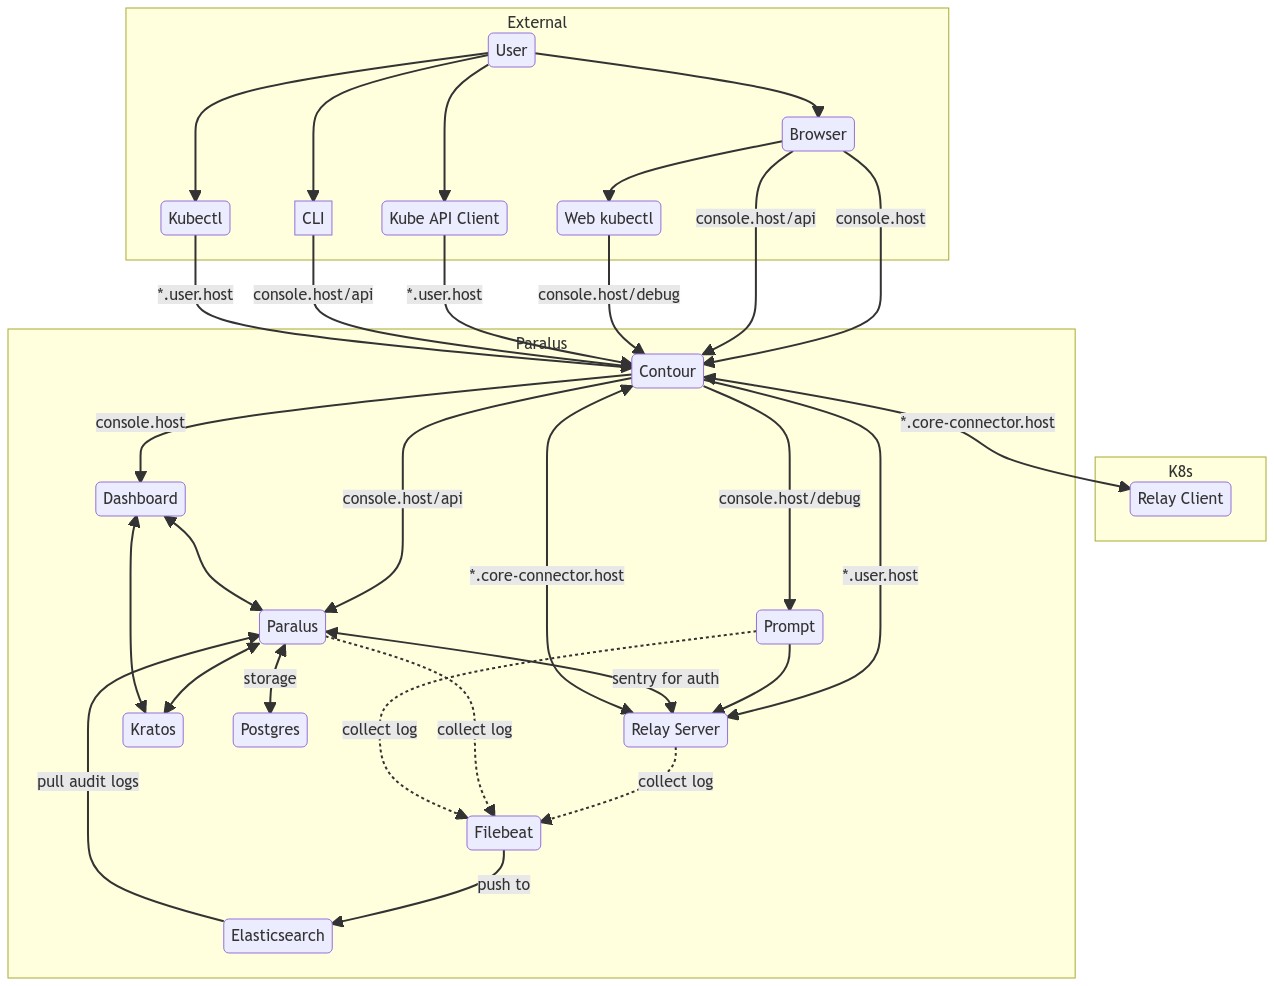 External
User
Browser
Kubectl
CLI
Kube API Client
Web kubectl
console.host/api
console.host
*.user.host
console.host/api
*.user.host
console.host/debug
Paralus
Contour
console.host
*.core-connector.host
K8s
Dashboard
console.host/api
console.host/debug
Relay Client
*.core-connector.host
*.user.host
Paralus
Prompt
storage
sentry for auth
Kratos
Postgres
collect log
collect log
Relay Server
pull audit logs
collect log
Filebeat
push to
Elasticsearch